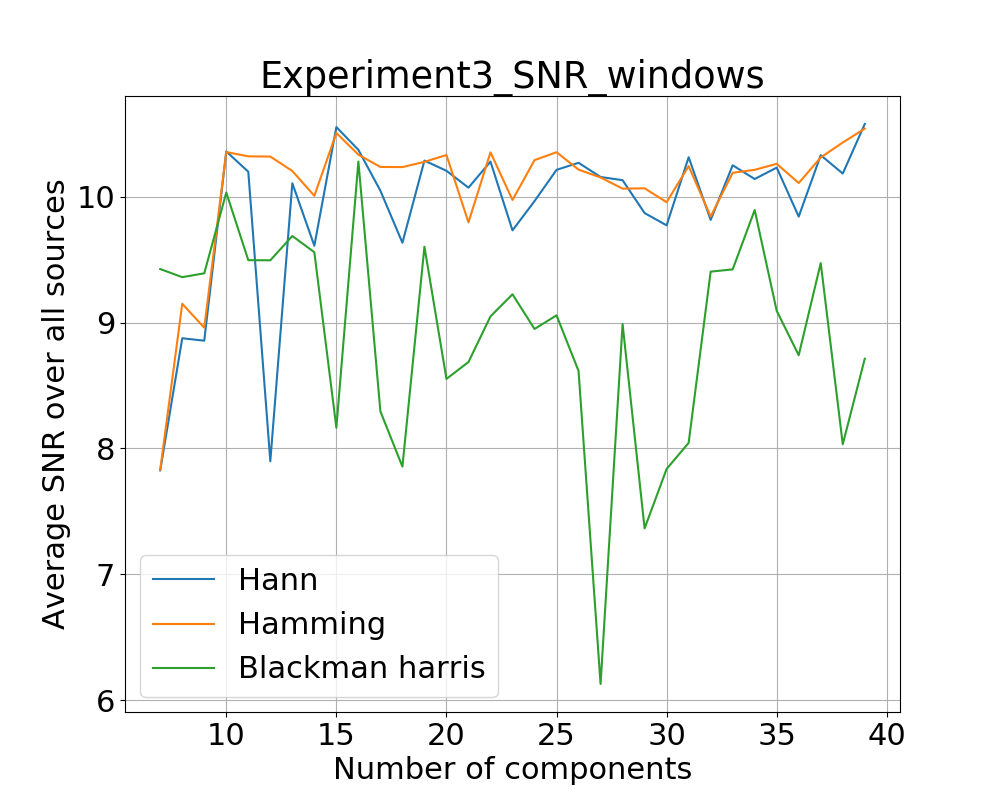 Experiment3_SNR_windows
Average SNR over all sources
10
9
8
7
6
Hann
Hamming
Blackman harris
10
15
20
25
30
35
40
Number of components